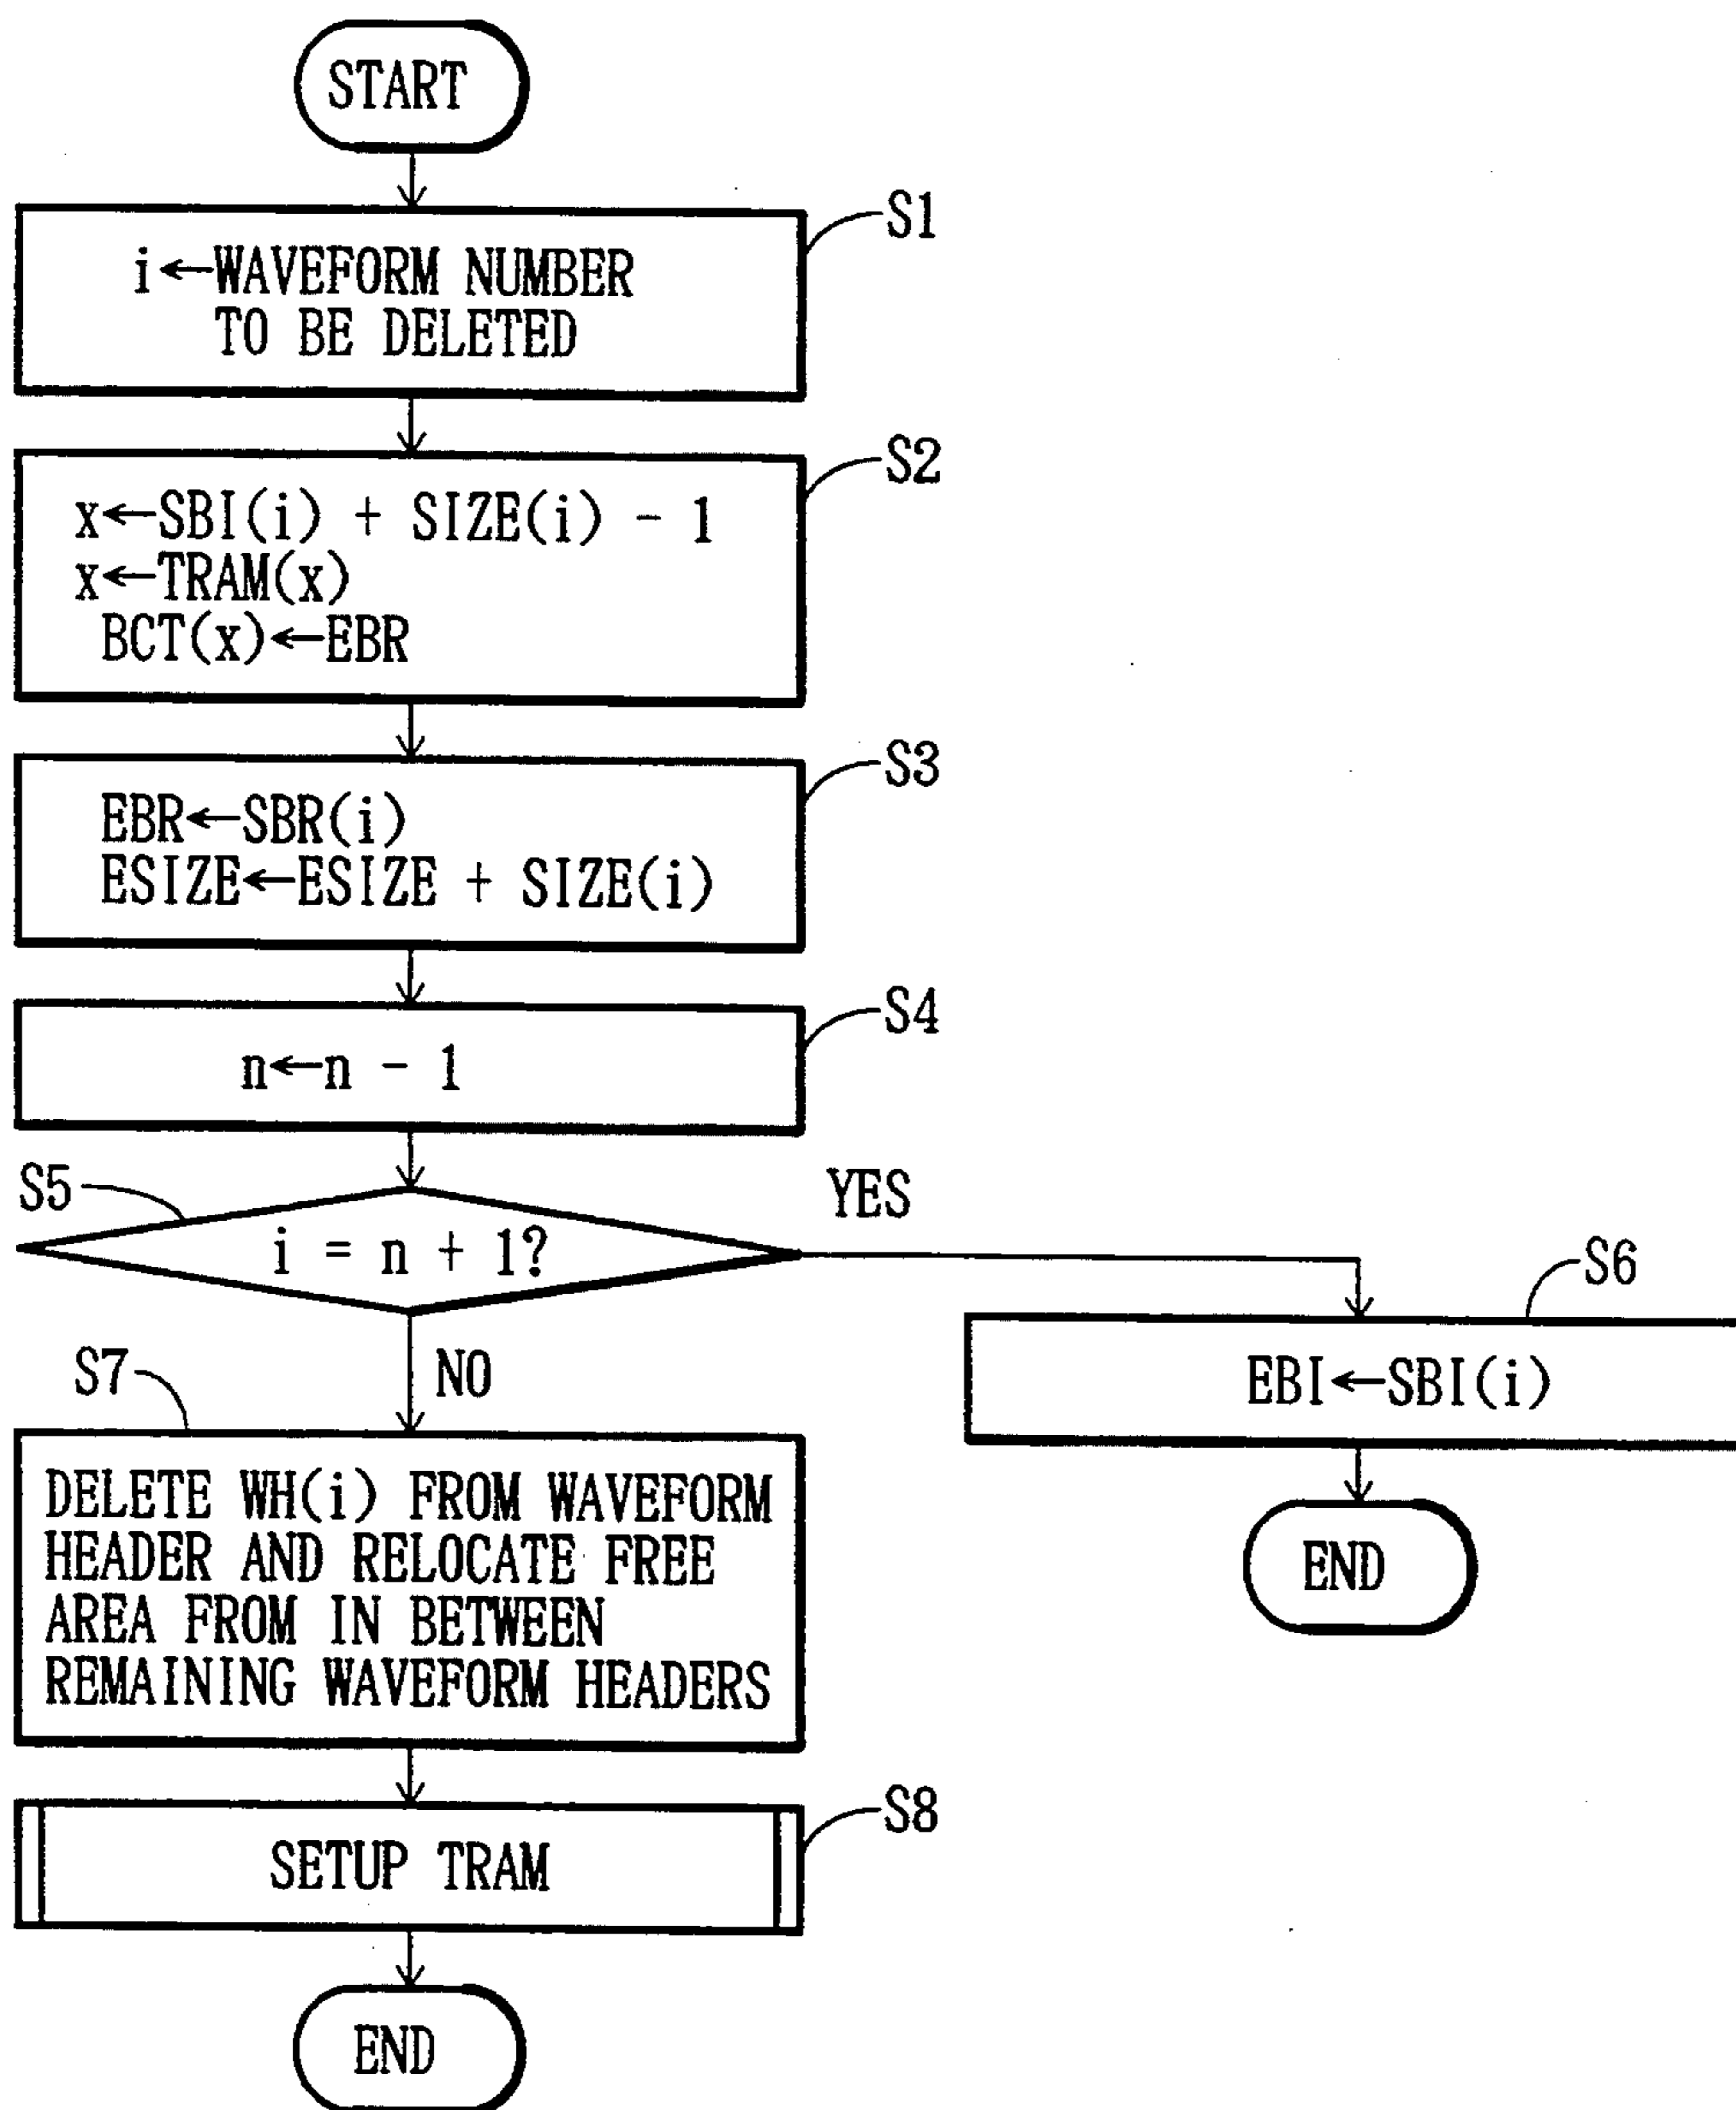 START
S1
i←WAVEFORM NUMBER
TO BE DELETED
S2
x←SBI(i) + SIZE(i) - 1
x←TRAM(x)
BCT(x)←EBR
S3
EBR←SBR(i)
ESIZE←ESIZE + SIZE(i)
S4
n←n - 1
S5
i = n + 1?
YES
S6
EBI←SBI(i)
END
NO
S7
DELETE WH(i) FROM WAVEFORM
HEADER AND RELOCATE FREE
AREA FROM IN BETWEEN
REMAINING WAVEFORM HEADERS
S8
SETUP TRAM
END